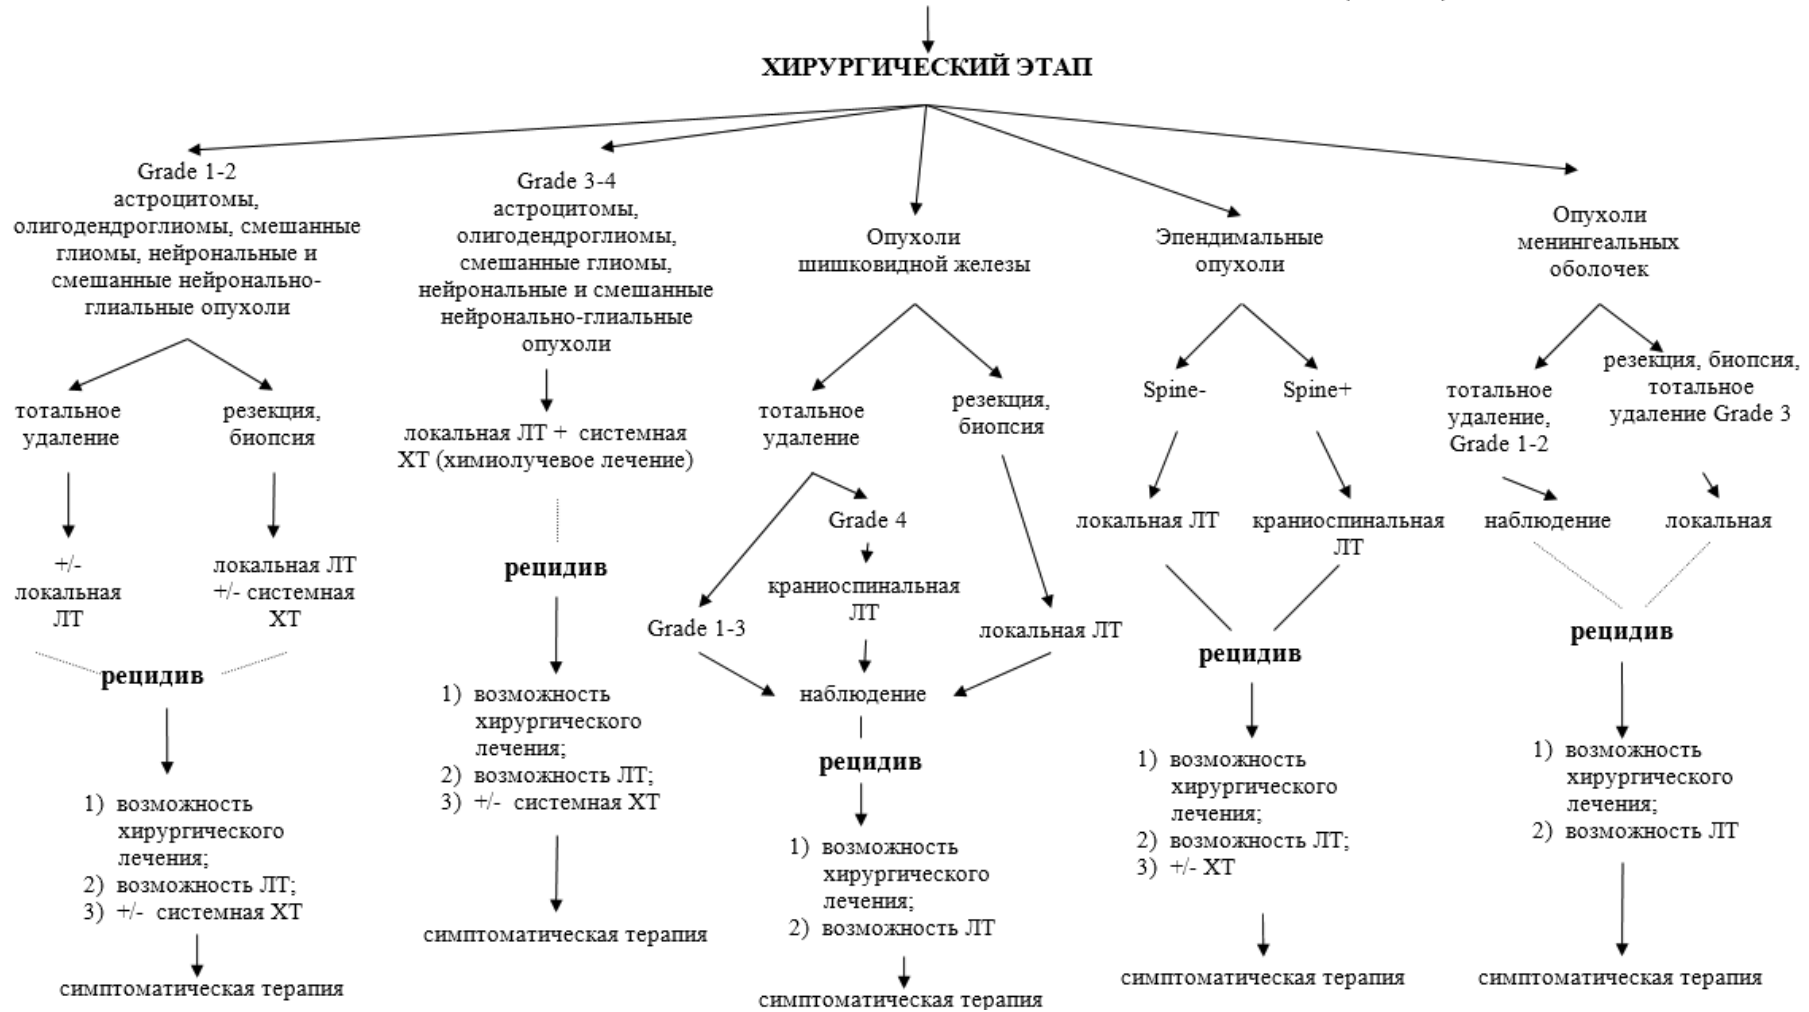 ХИРУРГИЧЕСКИЙ ЭТАП
Grade 1-2
астроцитомы,
олигодендроглиомы, смешанные
глиомы, нейрональные и
смешанные нейронально-
глиальные опухоли
тотальное
удаление
резекция,
биопсия
+/-
локальная
ЛТ
локальная ЛТ
+/- системная
ХТ
рецидив
1) возможность
хирургического
лечения;
2) возможность ЛТ;
3) +/- системная ХТ
симптоматическая терапия
Grade 3-4
астроцитомы,
олигодендроглиомы,
смешанные глиомы,
нейрональные и смешанные
нейронально-глиальные
опухоли
локальная ЛТ + системная
ХТ (химиолучевое лечение)
рецидив
1) возможность
хирургического
лечения;
2) возможность ЛТ;
3) +/- системная ХТ
симптоматическая терапия
Опухоли
шишковидной железы
тотальное
удаление
резекция,
биопсия
Grade 4
краниоспинальная
ЛТ
Grade 1-3
локальная ЛТ
наблюдение
рецидив
1) возможность
хирургического
лечения;
2) возможность ЛТ
симптоматическая терапия
Эпендимальные
опухоли
Spine-
Spine+
локальная ЛТ
краниоспинальная
ЛТ
рецидив
1) возможность
хирургического
лечения;
2) возможность ЛТ;
3) +/- ХТ
симптоматическая терапия
Опухоли
менингеальных
оболочек
тотальное
удаление,
Grade 1-2
резекция, биопсия,
тотальное
удаление Grade 3
наблюдение
локальная
рецидив
1) возможность
хирургического
лечения;
2) возможность ЛТ
симптоматическая терапия